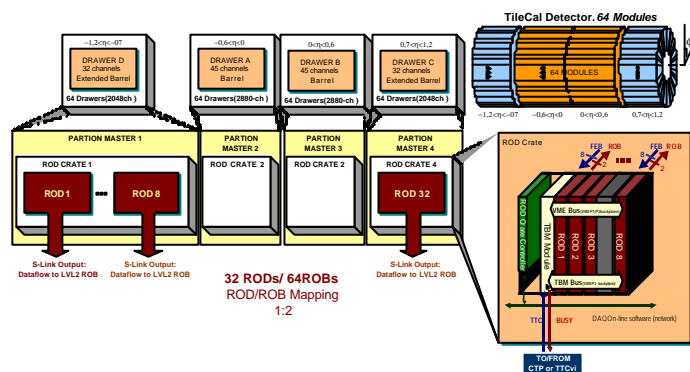 TileCal Detector. 64 Modules
64 MODULES
−1,2<η<−07
−0,6<η<0
0<η<0,6
0,7<η<1,2
ϕ
−1,2<η<−07
DRAWER D
32 channels
Extended Barrel
64 Drawers(2048ch )
−0,6<η<0
DRAWER A
45 channels
Barrel
64 Drawers(2880-ch )
0<η<0,6
DRAWER B
45 channels
Barrel
64 Drawers(2880-ch )
0,7<η<1,2
DRAWER C
32 channels
Extended Barrel
64 Drawers(2048ch )
PARTION MASTER 1
ROD CRATE 1
ROD 1
ROD 8
PARTITION
MASTER 2
ROD CRATE 2
PARTITION
MASTER 3
ROD CRATE 2
PARTITION
MASTER 4
ROD CRATE 4
ROD 32
S-Link Output:
Dataflow to LVL2 ROB
S-Link Output:
Dataflow to LVL2 ROB
S-Link Output:
Dataflow to LVL2 ROB
32 RODs/ 64ROBs
ROD/ROB Mapping
1:2
ROD Crate
FEB
ROB
8
2
FEB
ROB
8
2
ROD Crate Controller
TBM Module
VME Bus
ROD 1
ROD 2
ROD 3
ROD 8
TBM Bus
TTC
BUSY
DAQ On-line software (network)
TO/FROM
CTP or TTCvi